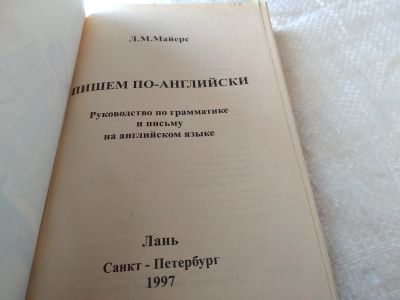 Л.М.Майерс
ПИШЕМ ПО-АНГЛИЙСКИ
Руководство по грамматике
и письму
на английском языке
Лань
Санкт - Петербург
1997